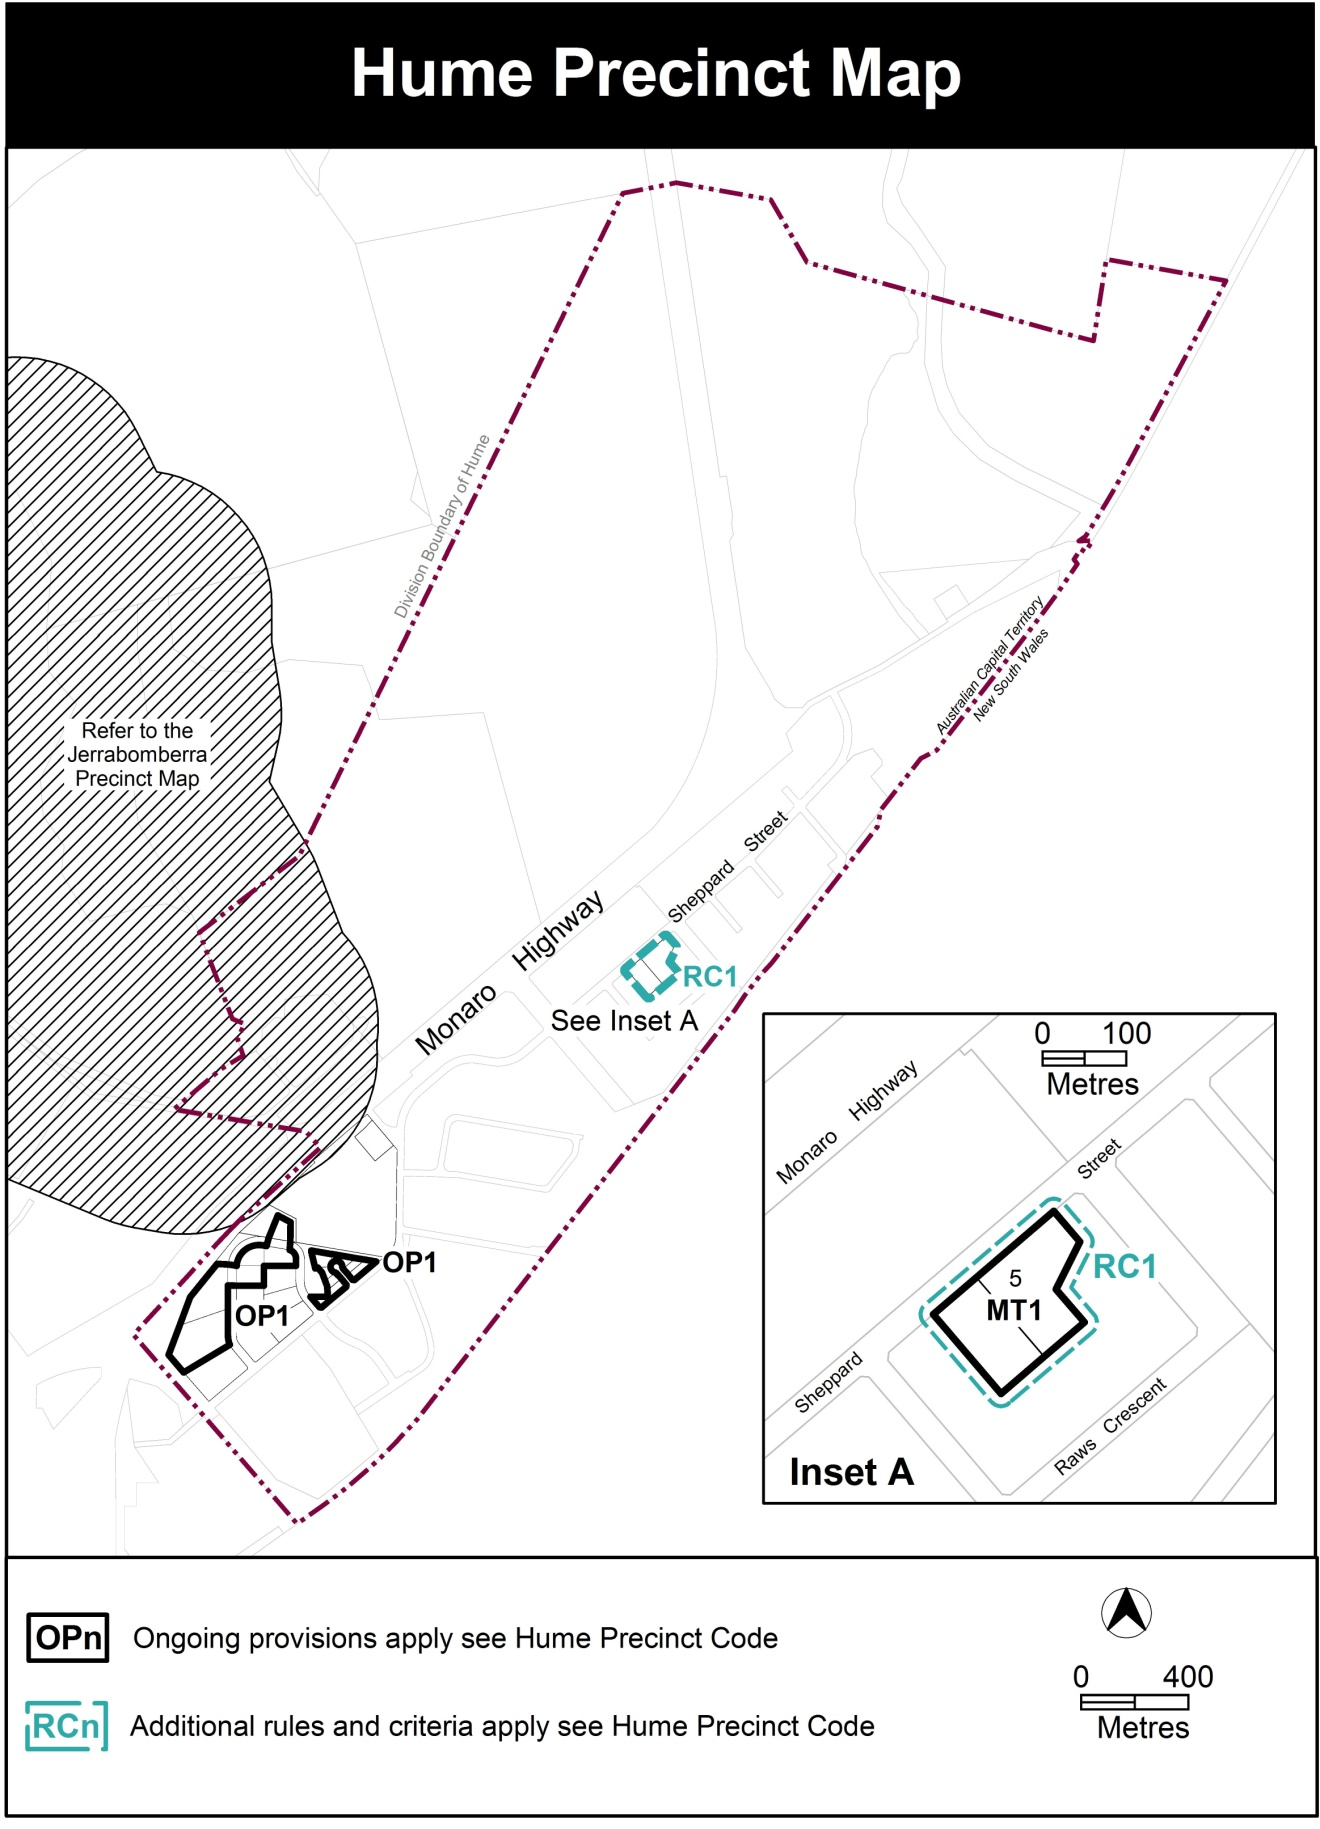 Hume Precinct Map
Division Boundary of Hume
Australian Capital Territory
New South Wales
Refer to the
Jerrabomberra
Precinct Map
Sheppard Street
Monaro Highway
RC1
See Inset A
OP1
OP1
0 100
Metres
Monaro Highway
Street
RC1
5
MT1
Sheppard
Raws Crescent
Inset A
OPn Ongoing provisions apply see Hume Precinct Code
RCn Additional rules and criteria apply see Hume Precinct Code
0 400
Metres